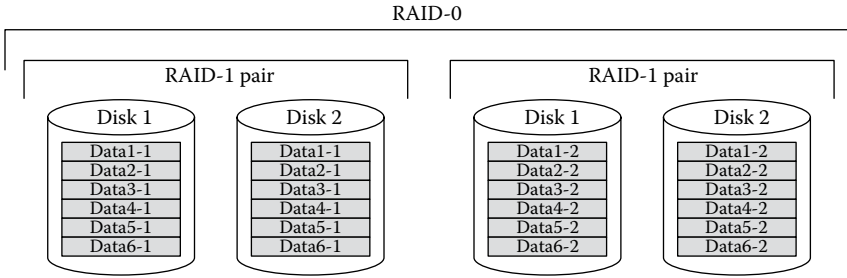 RAID-0
RAID-1 pair
RAID-1 pair
Disk 1
Disk 2
Disk 1
Disk 2
Data1-1
Data2-1
Data3-1
Data4-1
Data5-1
Data6-1
Data1-1
Data2-1
Data3-1
Data4-1
Data5-1
Data6-1
Data1-2
Data2-2
Data3-2
Data4-2
Data5-2
Data6-2
Data1-2
Data2-2
Data3-2
Data4-2
Data5-2
Data6-2